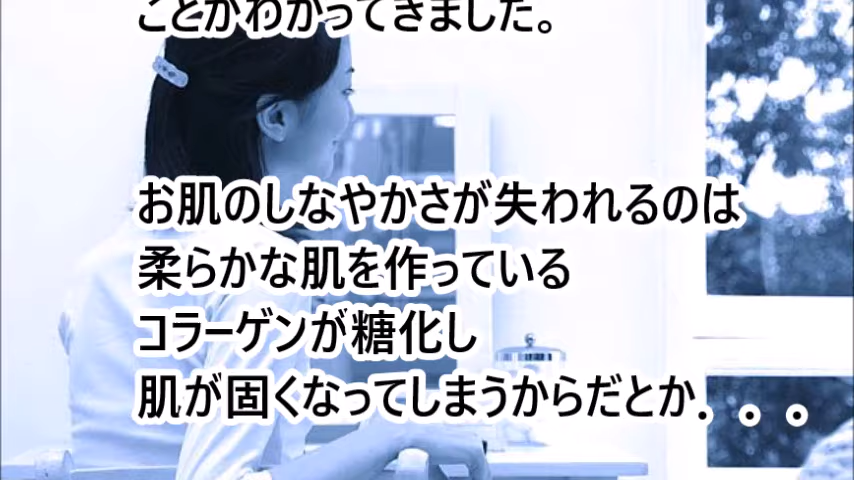 ことがわかってきました。
お肌のしなやかさが失われるのは
柔らかな肌を作っている
コラーゲンが糖化し
肌が固くなってしまうからだとか．。。